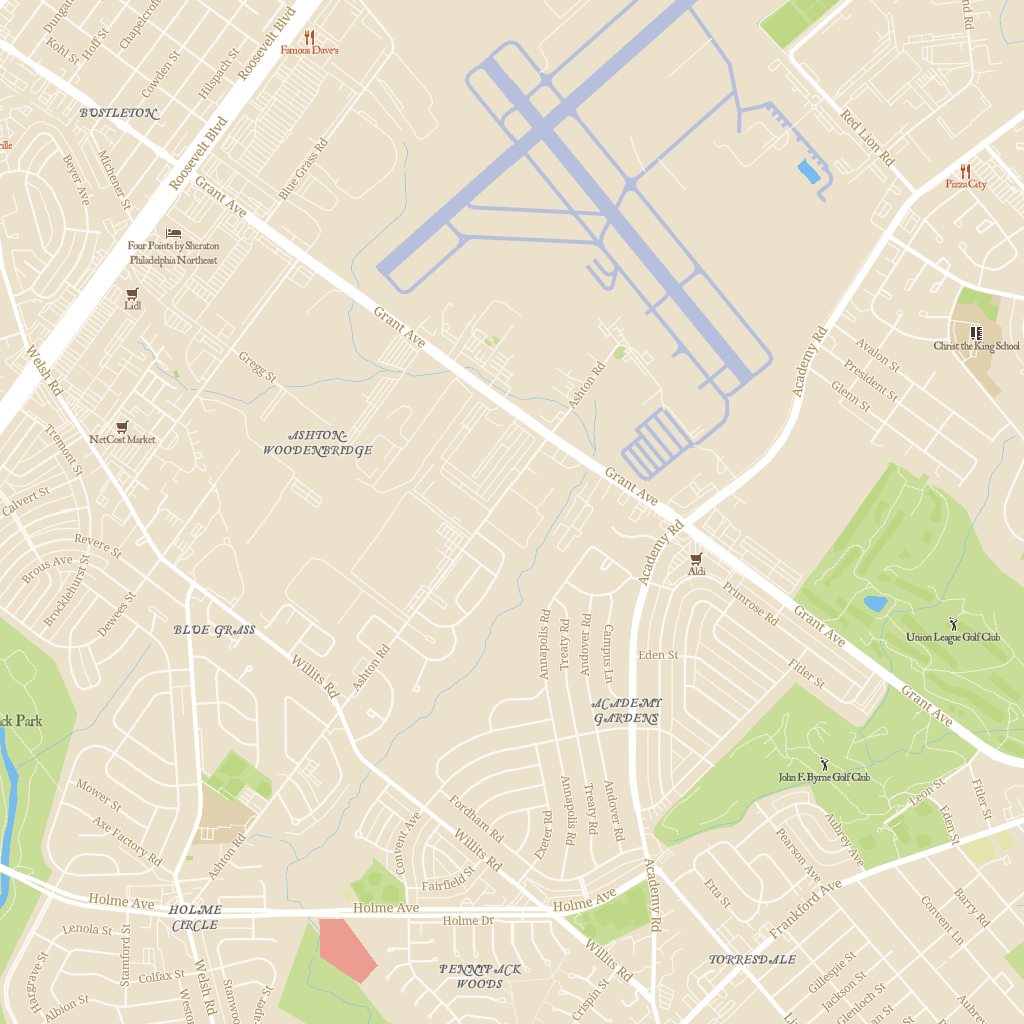 Kohl St
Hoff St
Cowden St
Hilspach St
Roosevelt Blvd
Famous Dave's
BUSTLETON
Roosevelt Blvd
Red Lion Rd
Beyer Ave
Michener St
Blue Grass Rd
Grant Ave
Pizza City
Four Points by Sheraton
Philadelphia Northeast
Lidl
Grant Ave
Christ the King School
Academy Rd
Avalon St
President St
Glenn St
Welsh Rd
Gregg St
Ashton Rd
NetCost Market
ASHTON-
WOODENBRIDGE
Tremont St
Calvert St
Grant Ave
Revere St
Brous Ave
Brocklehurst St
Dewees St
Academy Rd
Aldi
Primrose Rd
Grant Ave
Union League Golf Club
BLUE GRASS
Annapolis Rd
Treaty Rd
Andover Rd
Campus Ln
Eden St
Willits Rd
Ashton Rd
Fitler St
Grant Ave
ACADEMY
GARDENS
John F. Byrne Golf Club
Mower St
Axe Factory Rd
Ashton Rd
Convent Ave
Fordham Rd
Willits Rd
Fairfield St
Exeter Rd
Annapolis Rd
Treaty Rd
Andover Rd
Leon St
Fitler St
Eden St
Aubrey Ave
Pearson Ave
Etta St
Frankford Ave
Academy Rd
Holme Ave
HOLME
CIRCLE
Holme Ave
Holme Dr
Holme Ave
Barry Rd
Convent Ln
Lenola St
Stamford St
Colfax St
Hargrave St
Albion St
Welsh Rd
PENNYPACK
WOODS
Willits Rd
Crispin St
TORRESDALE
Gillespie St
Jackson St
Glenloch St